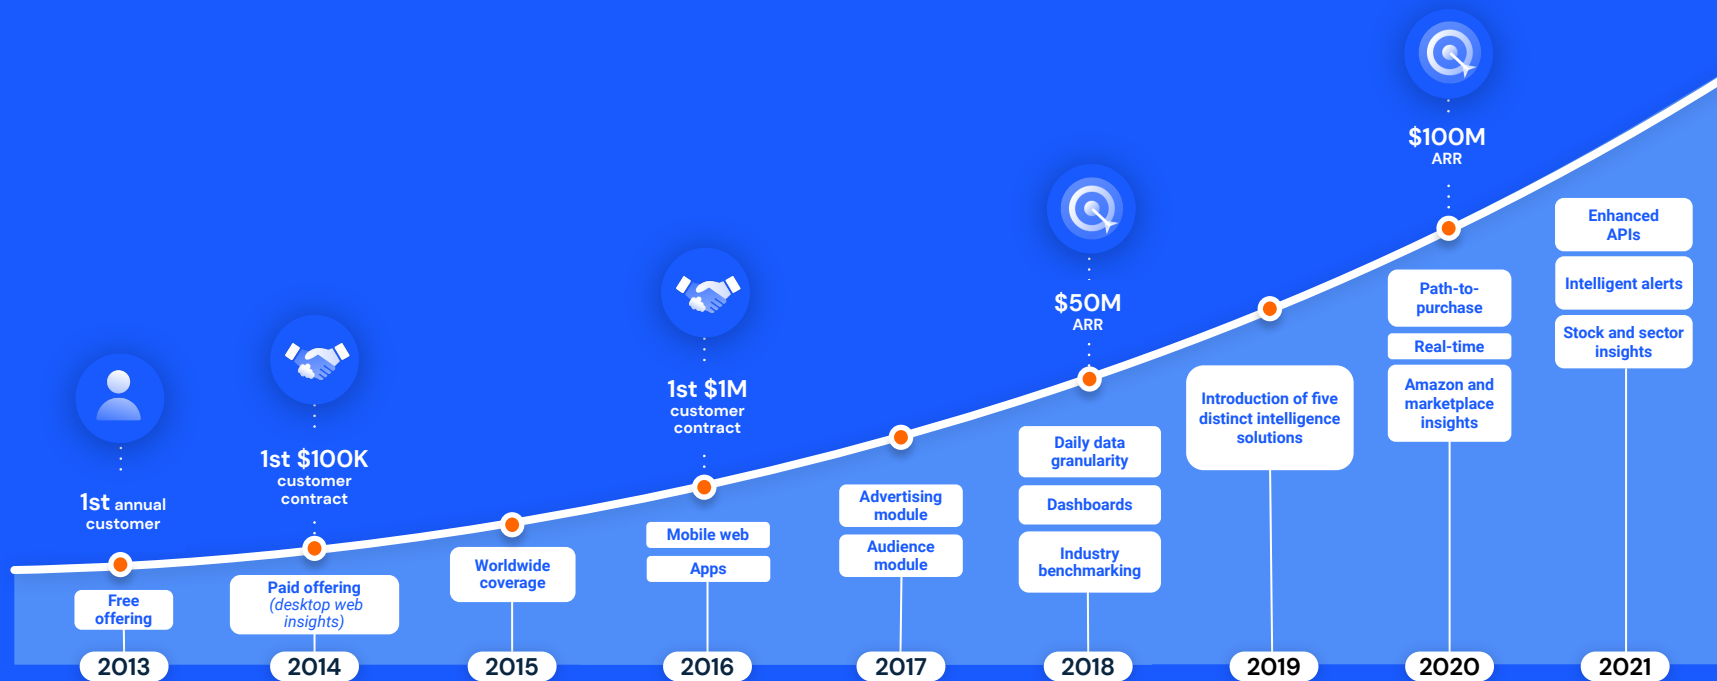 1st annual
customer
Free
offering
2013
1st $100K
customer
contract
Paid offering
(desktop web
insights)
2014
Worldwide
coverage
2015
1st $1M
customer
contract
Mobile web
Apps
2016
Advertising
module
Audience
module
2017
$50M
ARR
Daily data
granularity
Dashboards
Industry
benchmarking
2018
Introduction of five
distinct intelligence
solutions
2019
$100M
ARR
Path-to-
purchase
Real-time
Amazon and
marketplace
insights
2020
Enhanced
APIs
Intelligent alerts
Stock and sector
insights
2021